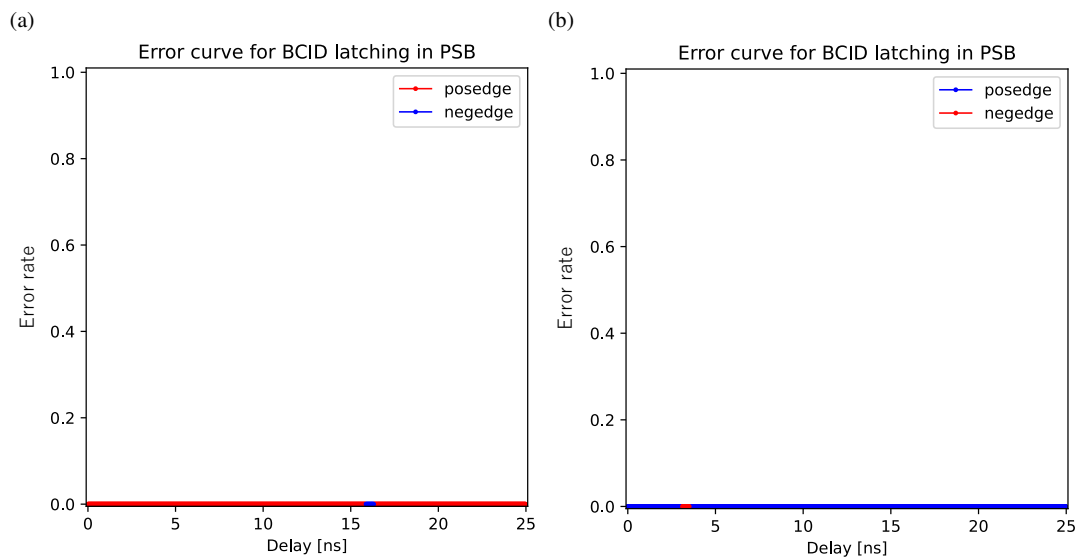 (a)
Error curve for BCID latching in PSB
posedge
negedge
1.0
0.8
0.6
0.4
0.2
0.0
Error rate
0 5 10 15 20 25
Delay [ns]
(b)
Error curve for BCID latching in PSB
posedge
negedge
1.0
0.8
0.6
0.4
0.2
0.0
Error rate
0 5 10 15 20 25
Delay [ns]